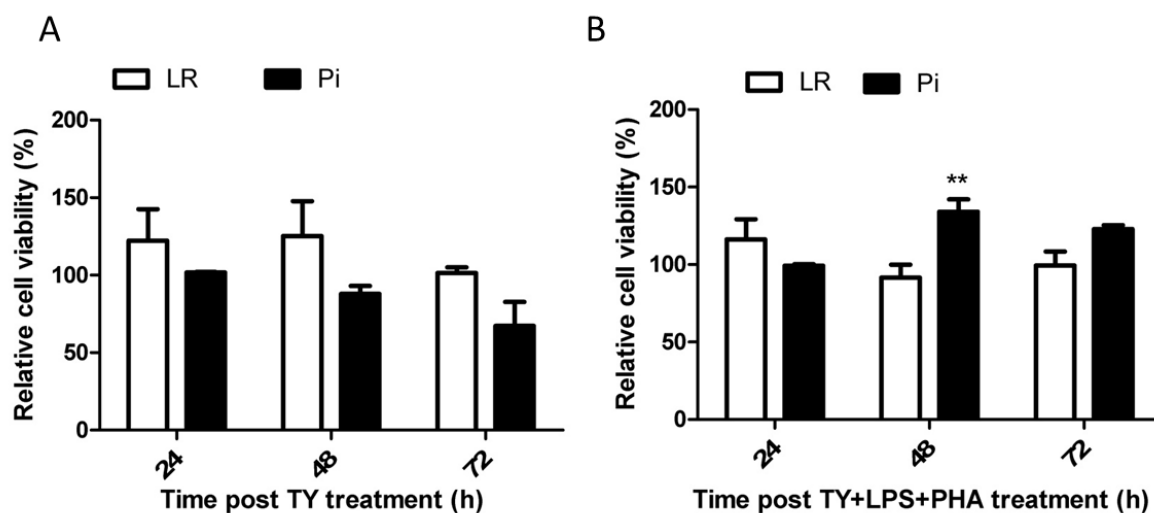 A
LR Pi
Relative cell viability (%)
200
150
100
50
0
24 48 72
Time post TY treatment (h)
B
LR Pi
Relative cell viability (%)
200
150
100
50
0
**
24 48 72
Time post TY+LPS+PHA treatment (h)